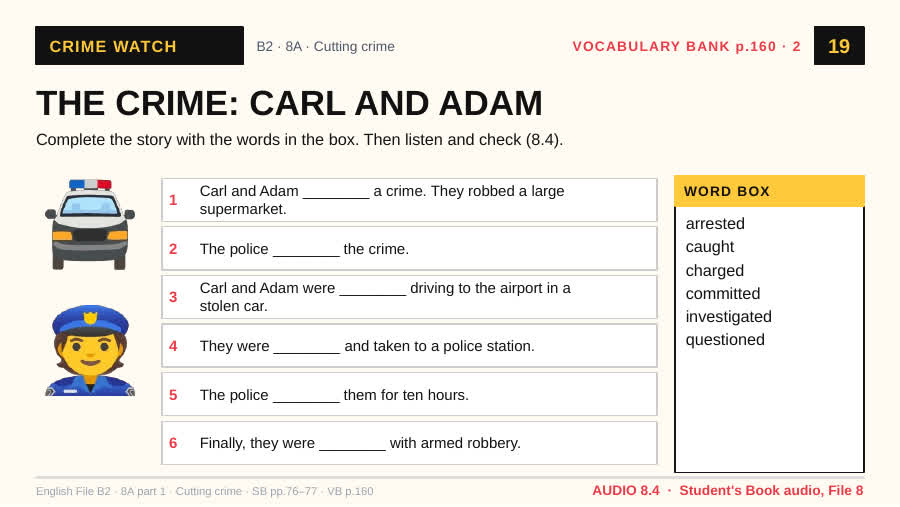 CRIME WATCH
B2 · 8A · Cutting crime
VOCABULARY BANK p.160 · 2
19
THE CRIME: CARL AND ADAM
Complete the story with the words in the box. Then listen and check (8.4).
1 Carl and Adam ________ a crime. They robbed a large
supermarket.
2 The police ________ the crime.
3 Carl and Adam were ________ driving to the airport in a
stolen car.
4 They were ________ and taken to a police station.
5 The police ________ them for ten hours.
6 Finally, they were ________ with armed robbery.
WORD BOX
arrested
caught
charged
committed
investigated
questioned
English File B2 · 8A part 1 · Cutting crime · SB pp.76–77 · VB p.160
AUDIO 8.4 · Student's Book audio, File 8